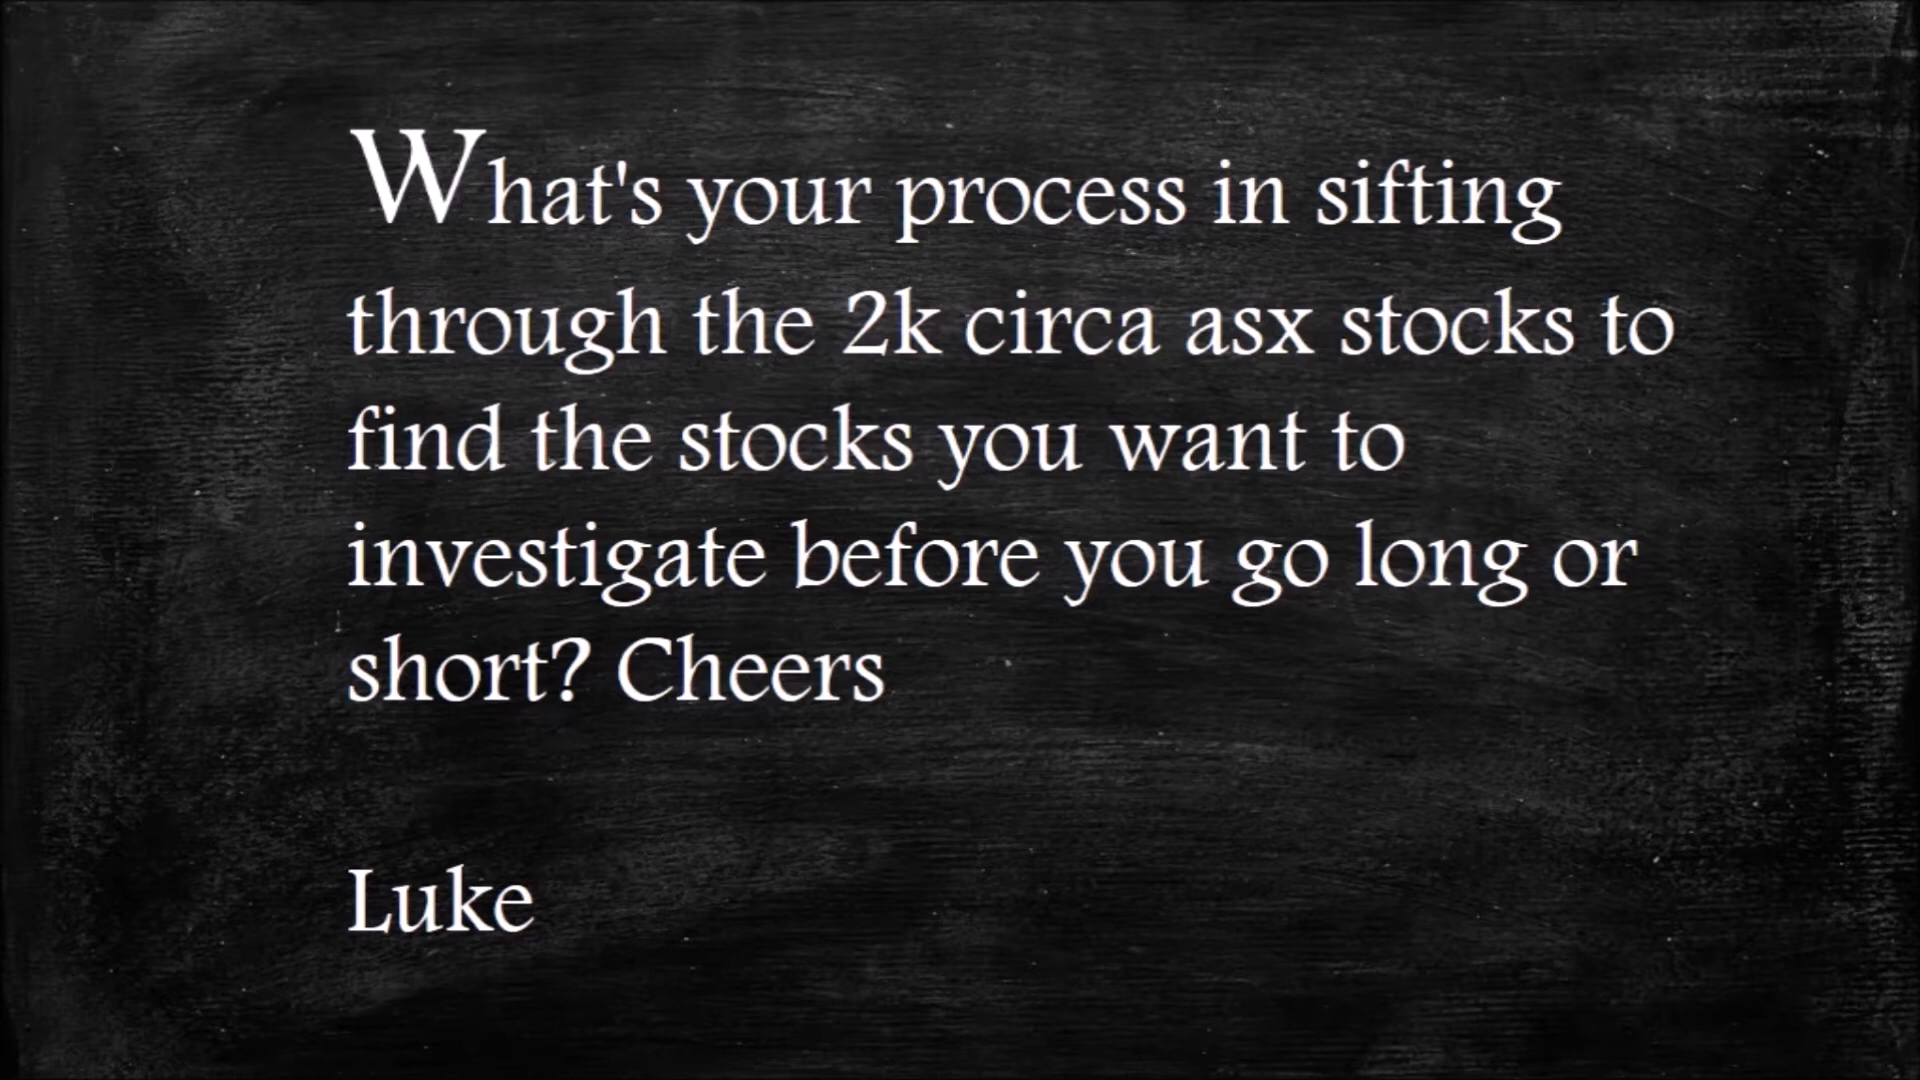 What's your process in sifting
through the 2k circa asx stocks to
find the stocks you want to
investigate before you go long or
short? Cheers
Luke